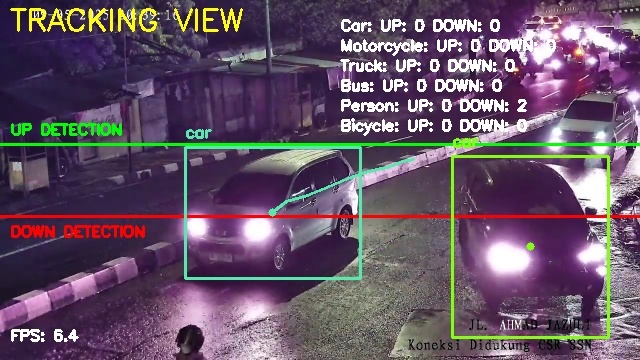 TRACKING VIEW
Car: UP: 0 DOWN: 0
Motorcycle: UP: 0 DOWN: 0
Truck: UP: 0 DOWN: 0
Bus: UP: 0 DOWN: 0
Person: UP: 0 DOWN: 2
Bicycle: UP: 0 DOWN: 0
UP DETECTION
car
car
DOWN DETECTION
FPS: 6.4
JL. AHMAD JAZULI
Koneksi Didukung CSR SSN